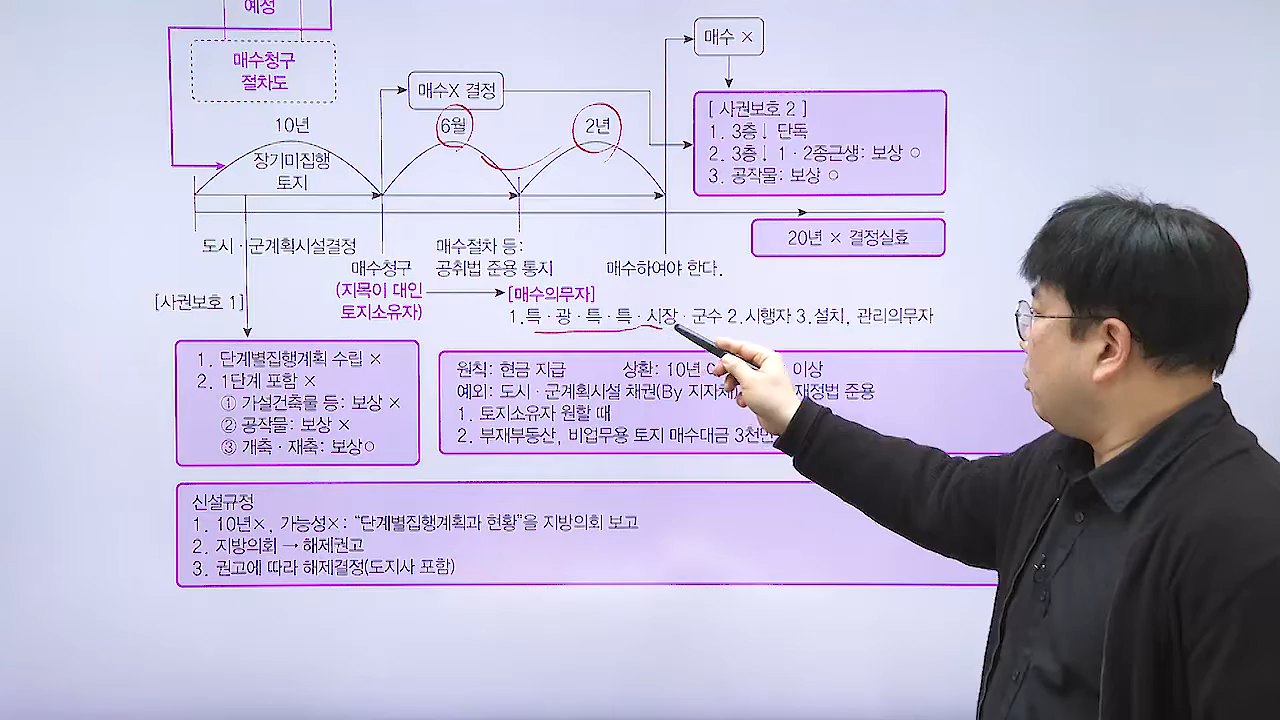 예정
매수청구
절차도
매수 ×
매수X 결정
[ 사권보호 2 ]
1. 3층↓ 단독
2. 3층↓ 1 · 2종근생: 보상 ○
3. 공작물: 보상 ○
10년
6월
2년
장기미집행
토지
20년 × 결정실효
도시 · 군계획시설결정
매수청구
(지목이 대인
토지소유자)
매수절차 등:
공취법 준용 통지
매수하여야 한다.
[매수의무자]
1.특 · 광 · 특 · 특 · 시장 · 군수 2.시행자 3.설치, 관리의무자
[사권보호 1]
1. 단계별집행계획 수립 ×
2. 1단계 포함 ×
① 가설건축물 등: 보상 ×
② 공작물: 보상 ×
③ 개축 · 재축: 보상○
원칙: 현금 지급 상환: 10년 이상
예외: 도시 · 군계획시설 채권(By 지자체 재정법 준용
1. 토지소유자 원할 때
2. 부재부동산, 비업무용 토지 매수대금 3천만
신설규정
1. 10년×, 가능성×: “단계별집행계획과 현황”을 지방의회 보고
2. 지방의회 → 해제권고
3. 권고에 따라 해제결정(도지사 포함)